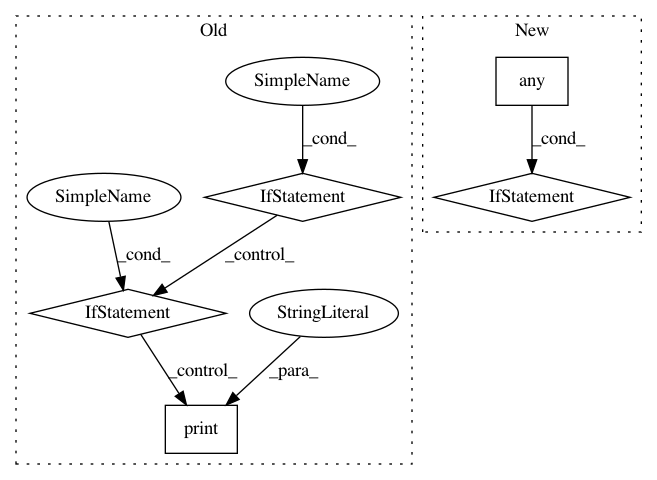 Old
New
SimpleName
any
_cond_
_cond_
SimpleName
IfStatement
IfStatement
_cond_
_control_
IfStatement
StringLiteral
_control_
_para_
print